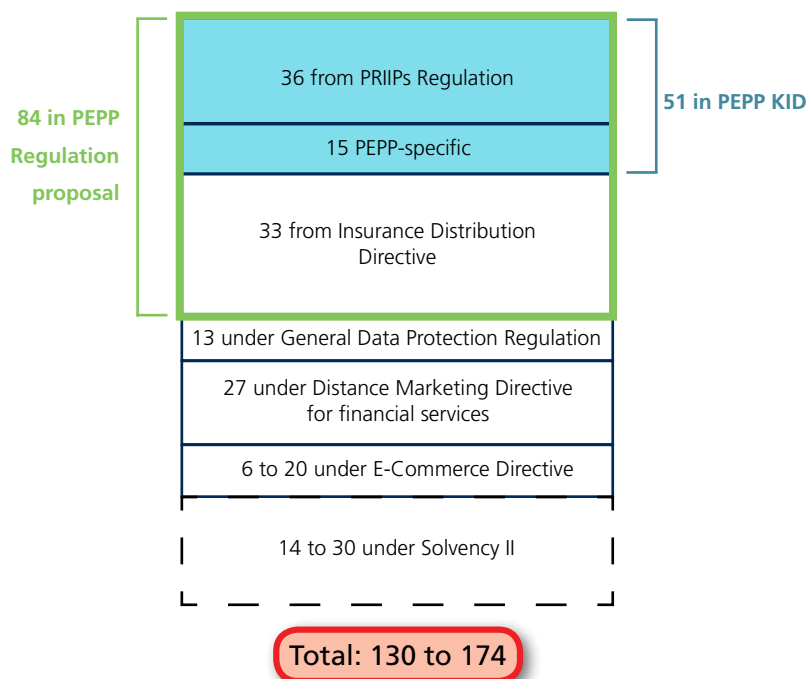 36 from PRIIPs Regulation
84 in PEPP
Regulation
proposal
51 in PEPP KID
15 PEPP-specific
33 from Insurance Distribution
Directive
13 under General Data Protection Regulation
27 under Distance Marketing Directive
for financial services
6 to 20 under E-Commerce Directive
14 to 30 under Solvency II
Total: 130 to 174